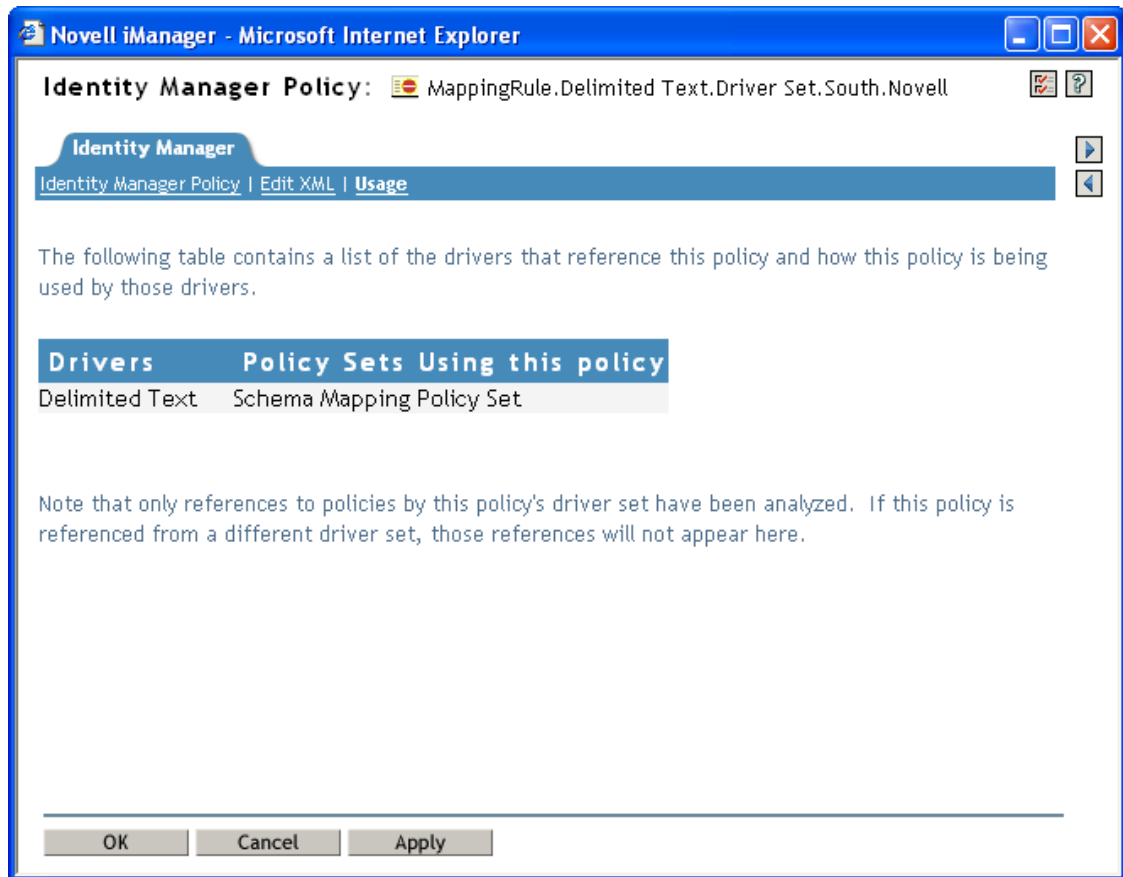 Novell iManager - Microsoft Internet Explorer
Identity Manager Policy: MappingRule.Delimited Text.Driver Set.South.Novell
Identity Manager
Identity Manager Policy | Edit XML | Usage
The following table contains a list of the drivers that reference this policy and how this policy is being
used by those drivers.
Drivers Policy Sets Using this policy
Delimited Text Schema Mapping Policy Set
Note that only references to policies by this policy's driver set have been analyzed. If this policy is
referenced from a different driver set, those references will not appear here.
OK Cancel Apply